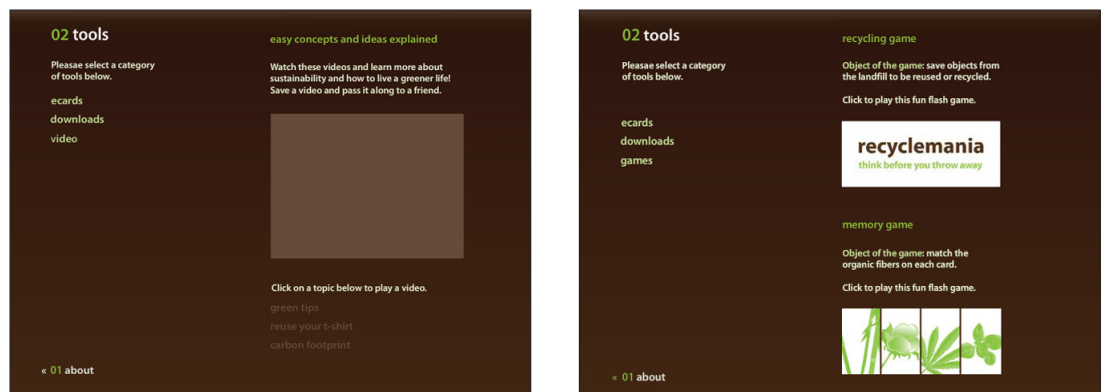 02 tools
Pleasae select a category
of tools below.
ecards
downloads
video
easy concepts and ideas explained
Watch these videos and learn more about
sustainability and how to live a greener life!
Save a video and pass it along to a friend.
Click on a topic below to play a video.
green tips
reuse your t-shirt
carbon footprint
« 01 about
02 tools
Pleasae select a category
of tools below.
ecards
downloads
games
recycling game
Object of the game: save objects from
the landfill to be reused or recycled.
Click to play this fun flash game.
recyclemania
think before you throw away
memory game
Object of the game: match the
organic fibers on each card.
Click to play this fun flash game.
« 01 about